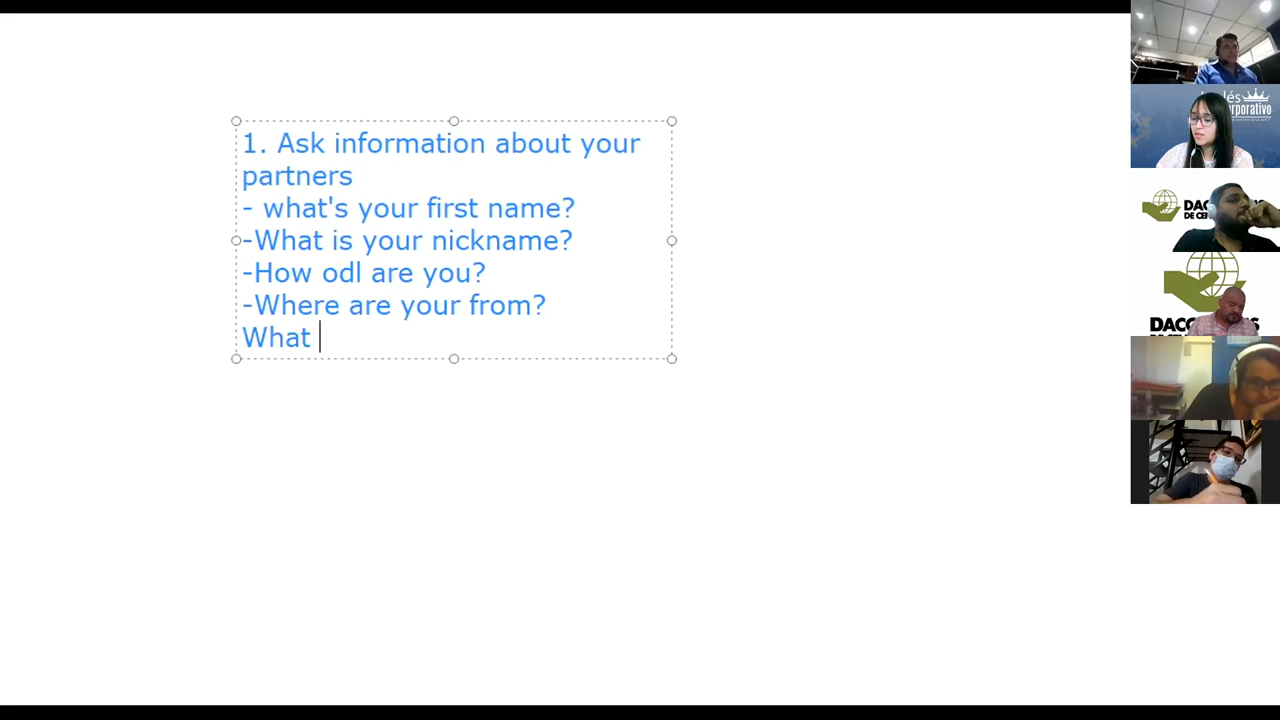 1. Ask information about your
partners
- what's your first name?
-What is your nickname?
-How odl are you?
-Where are your from?
What